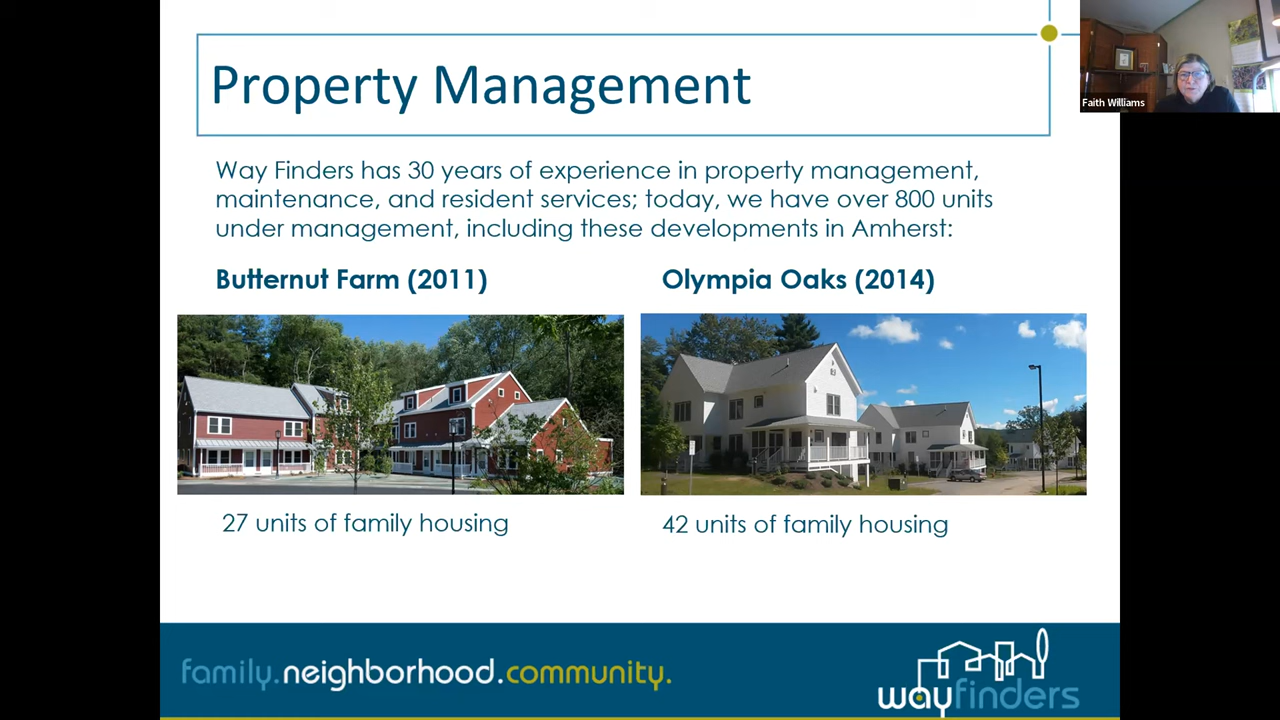 Property Management
Faith Williams
Way Finders has 30 years of experience in property management,
maintenance, and resident services; today, we have over 800 units
under management, including these developments in Amherst:
Butternut Farm (2011)
Olympia Oaks (2014)
27 units of family housing
42 units of family housing
family.neighborhood.community.
wayfinders